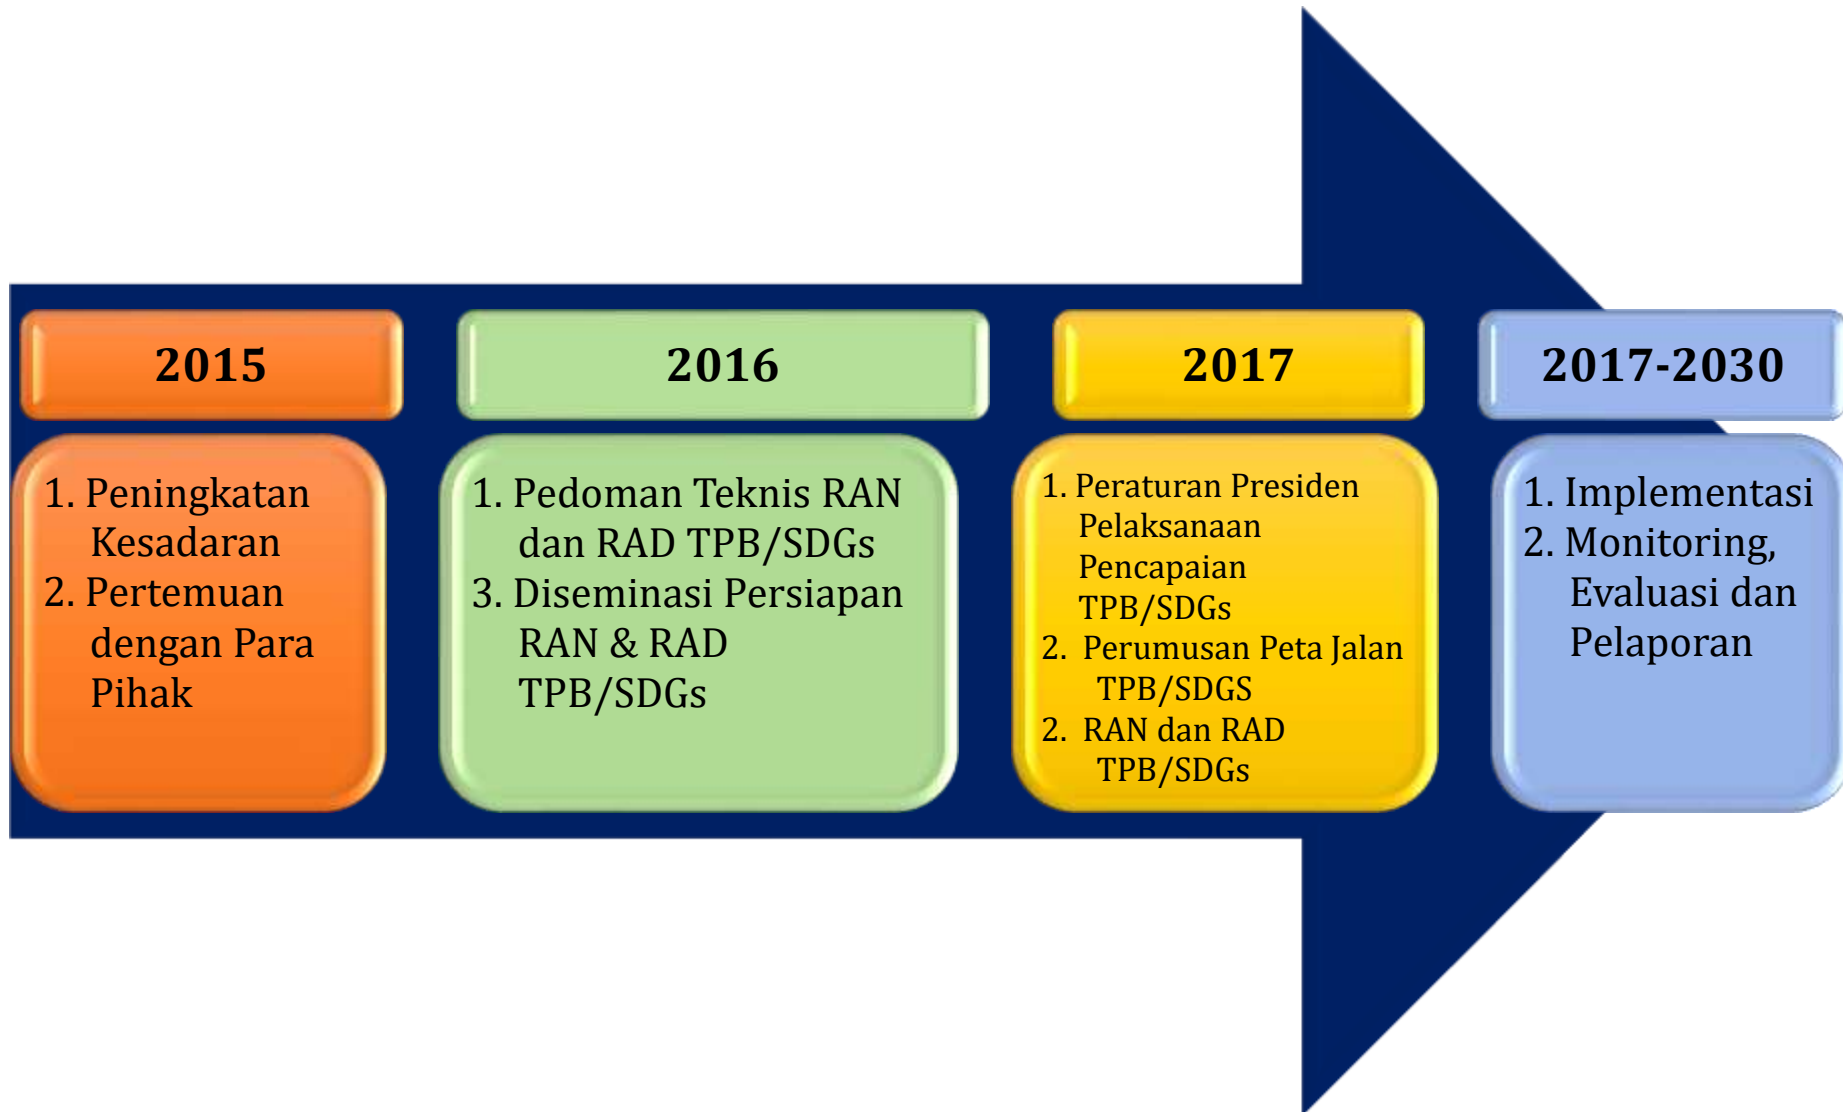 2015
1. Peningkatan
Kesadaran
2. Pertemuan
dengan Para
Pihak
2016
1. Pedoman Teknis RAN
dan RAD TPB/SDGs
3. Diseminasi Persiapan
RAN & RAD
TPB/SDGs
2017
1. Peraturan Presiden
Pelaksanaan
Pencapaian
TPB/SDGs
2. Perumusan Peta Jalan
TPB/SDGS
2. RAN dan RAD
TPB/SDGs
2017-2030
1. Implementasi
2. Monitoring,
Evaluasi dan
Pelaporan